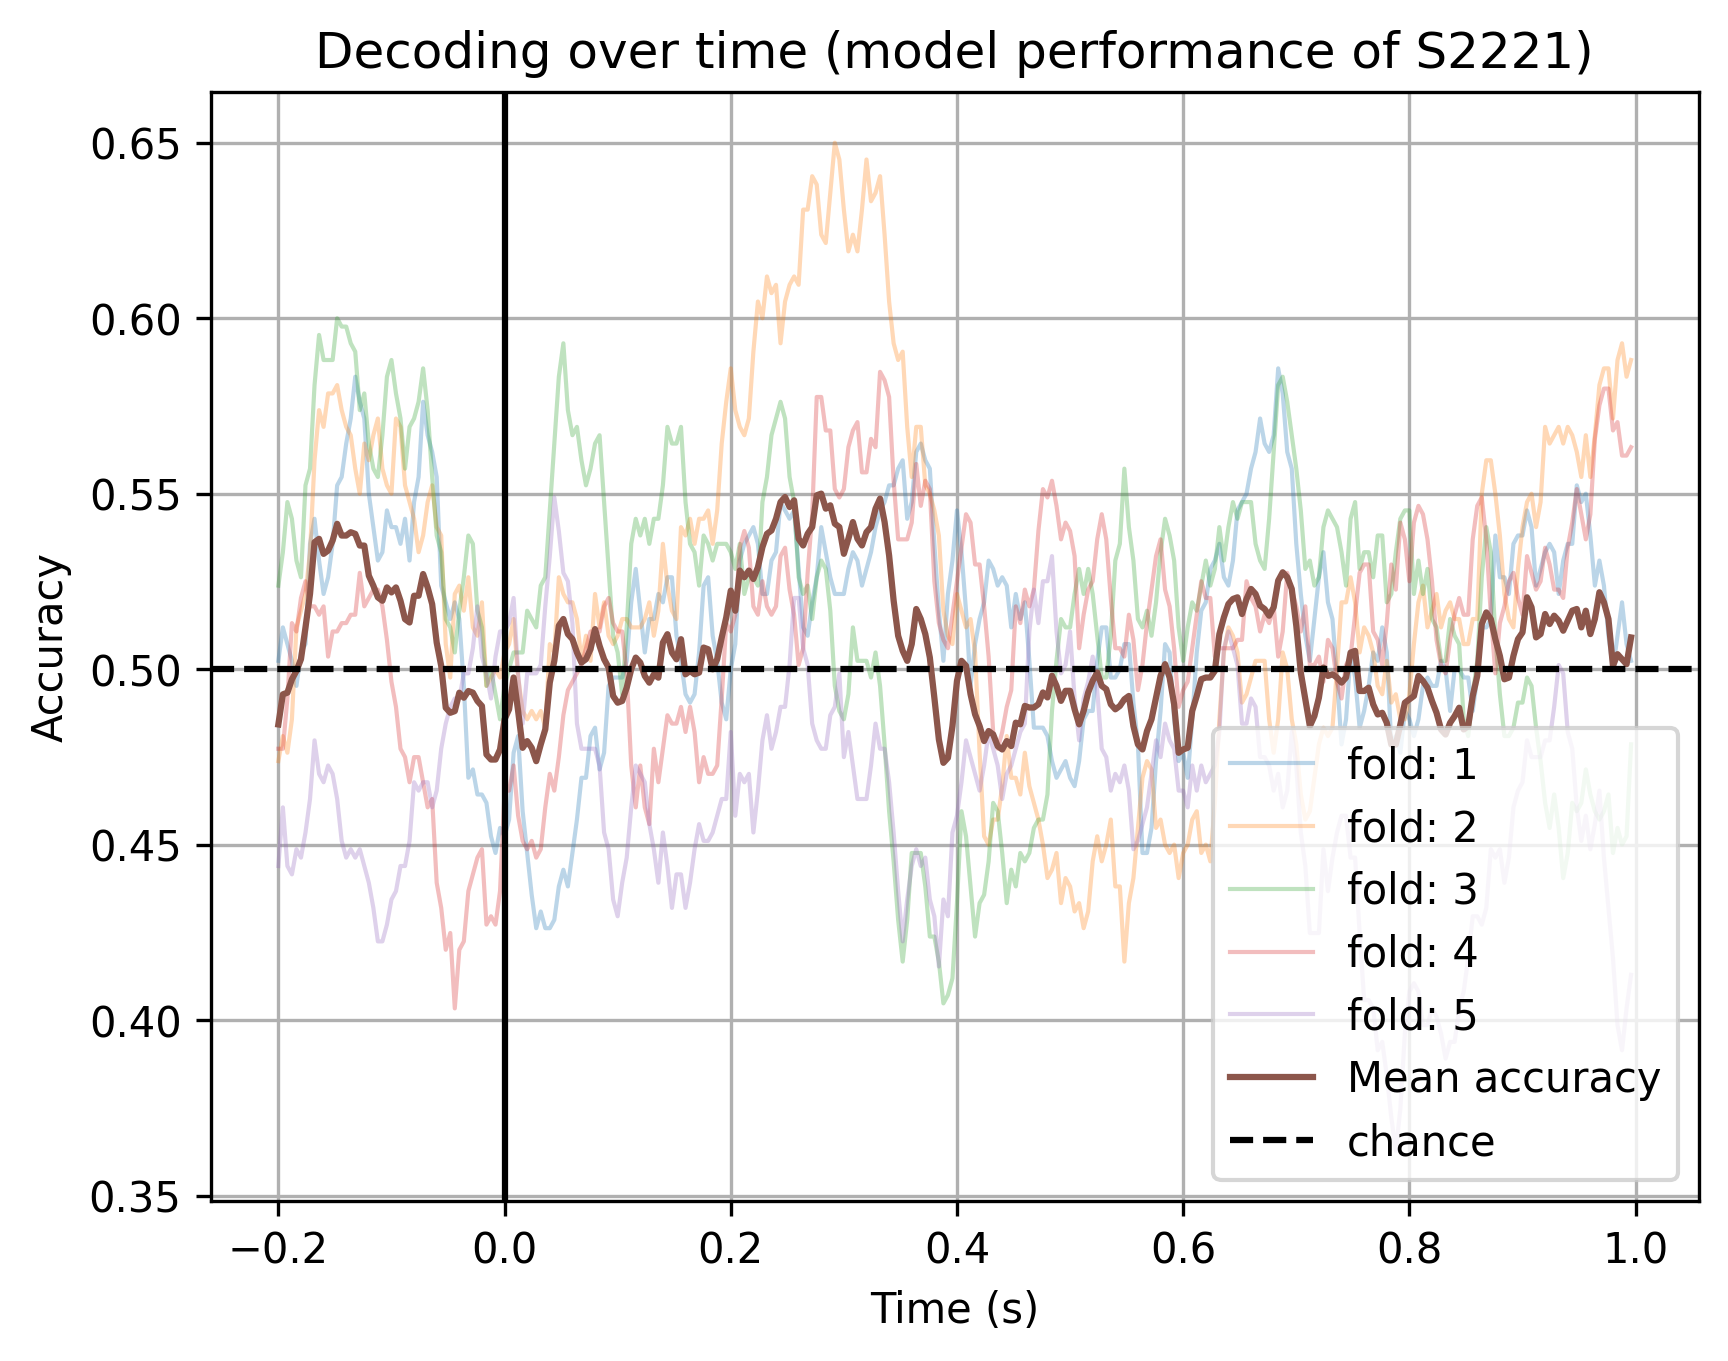 Decoding over time (model performance of S2221)
Accuracy
0.65
0.60
0.55
0.50
0.45
0.40
0.35
−0.2
0.0
0.2
0.4
0.6
0.8
1.0
Time (s)
fold: 1
fold: 2
fold: 3
fold: 4
fold: 5
Mean accuracy
chance